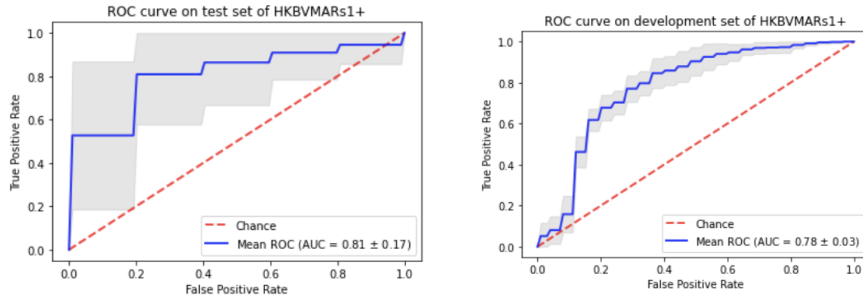 ROC curve on test set of HKBVMARs1+
1.0
0.8
0.6
0.4
0.2
0.0
True Positive Rate
Chance
Mean ROC (AUC = 0.81 ± 0.17)
0.0 0.2 0.4 0.6 0.8 1.0
False Positive Rate
ROC curve on development set of HKBVMARs1+
1.0
0.8
0.6
0.4
0.2
0.0
True Positive Rate
Chance
Mean ROC (AUC = 0.78 ± 0.03)
0.0 0.2 0.4 0.6 0.8 1.0
False Positive Rate